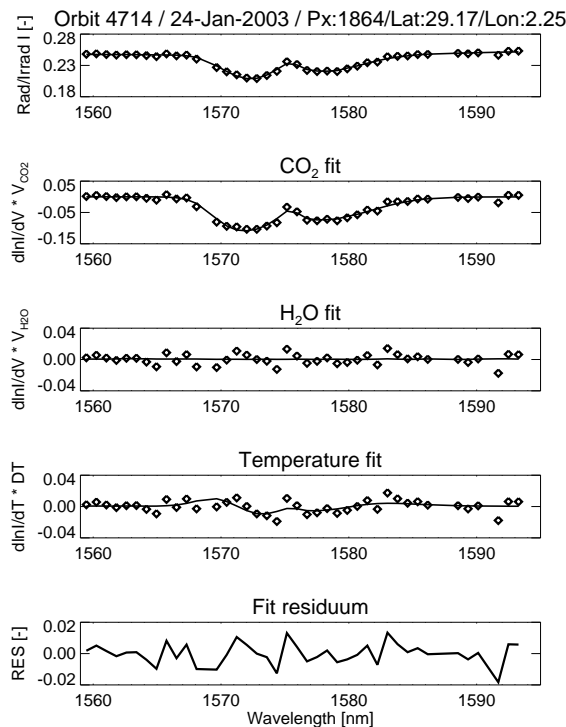 Orbit 4714 / 24-Jan-2003 / Px:1864/Lat:29.17/Lon:2.25
Rad/Irrad I [-]
0.28
0.23
0.18
1560 1570 1580 1590
CO2 fit
dlnI/dV * VCO2
0.05
-0.05
-0.15
1560 1570 1580 1590
H2O fit
dlnI/dV * VH2O
0.04
0.00
-0.04
1560 1570 1580 1590
Temperature fit
dlnI/dT * DT
0.04
0.00
-0.04
1560 1570 1580 1590
Fit residuum
RES [-]
0.02
0.00
-0.02
1560 1570 1580 1590
Wavelength [nm]